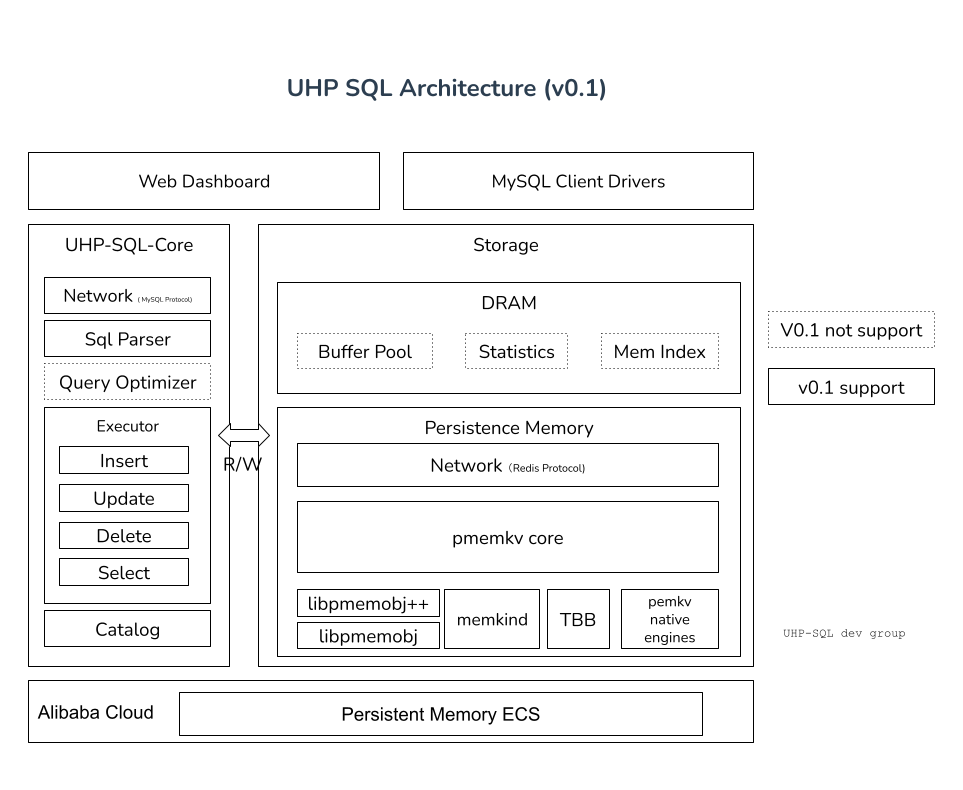 UHP SQL Architecture (v0.1)
Web Dashboard
MySQL Client Drivers
UHP-SQL-Core
Network ( MySQL Protocol)
Sql Parser
Query Optimizer
Executor
Insert
Update
Delete
Select
Catalog
R/W
Storage
DRAM
Buffer Pool
Statistics
Mem Index
Persistence Memory
Network （Redis Protocol)
pmemkv core
libpmemobj++
libpmemobj
memkind
TBB
pemkv
native
engines
V0.1 not support
v0.1 support
UHP-SQL dev group
Alibaba Cloud
Persistent Memory ECS